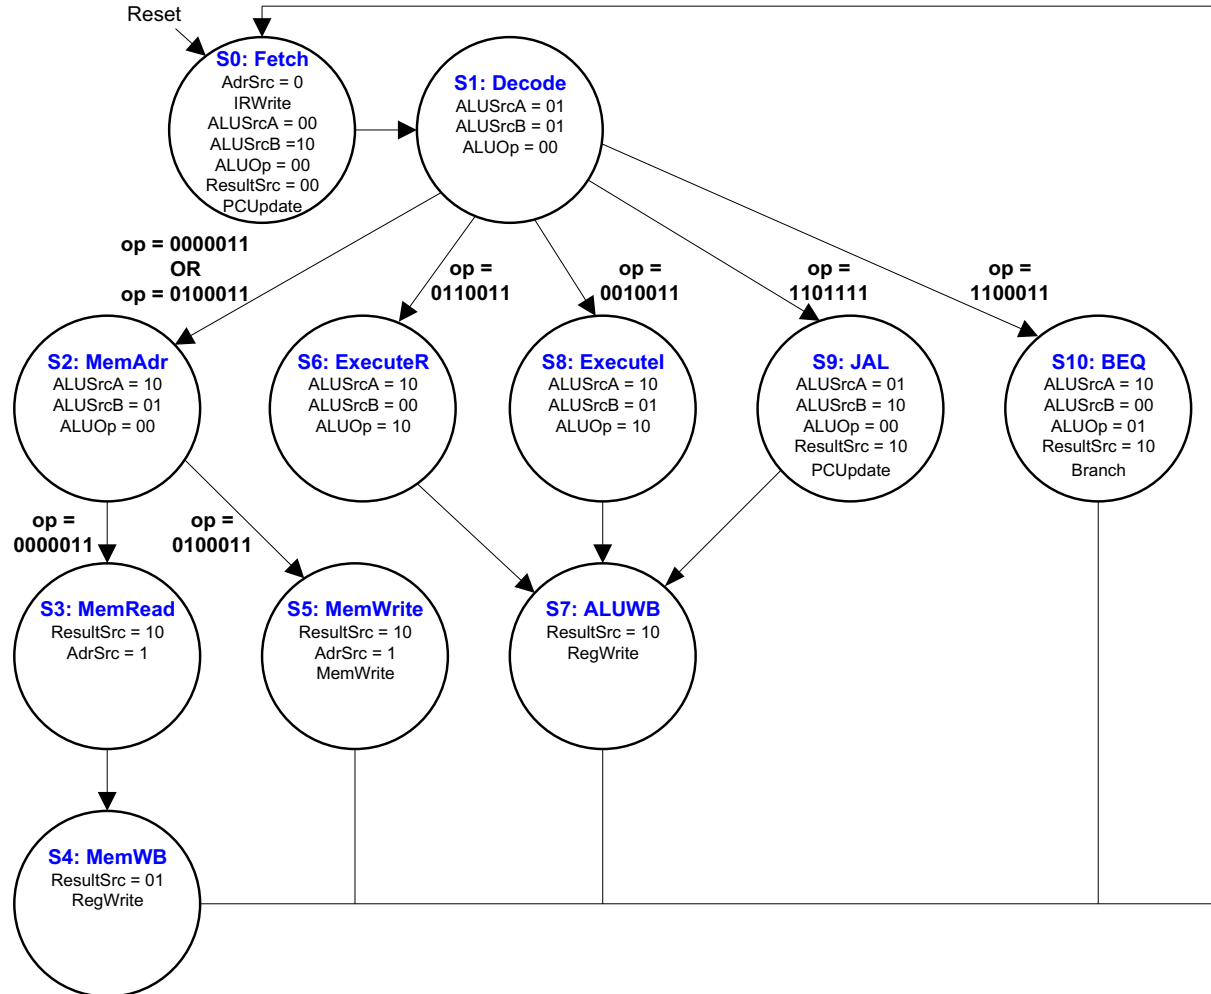 Reset
S0: Fetch
AdrSrc = 0
IRWrite
ALUSrcA = 00
ALUSrcB =10
ALUOp = 00
ResultSrc = 00
PCUpdate
S1: Decode
ALUSrcA = 01
ALUSrcB = 01
ALUOp = 00
op = 0000011
OR
op = 0100011
op =
0110011
op =
0010011
op =
1101111
op =
1100011
S2: MemAdr
ALUSrcA = 10
ALUSrcB = 01
ALUOp = 00
S6: ExecuteR
ALUSrcA = 10
ALUSrcB = 00
ALUOp = 10
S8: ExecuteI
ALUSrcA = 10
ALUSrcB = 01
ALUOp = 10
S9: JAL
ALUSrcA = 01
ALUSrcB = 10
ALUOp = 00
ResultSrc = 10
PCUpdate
S10: BEQ
ALUSrcA = 10
ALUSrcB = 00
ALUOp = 01
ResultSrc = 10
Branch
op =
0000011
op =
0100011
S3: MemRead
ResultSrc = 10
AdrSrc = 1
S5: MemWrite
ResultSrc = 10
AdrSrc = 1
MemWrite
S7: ALUWB
ResultSrc = 10
RegWrite
S4: MemWB
ResultSrc = 01
RegWrite